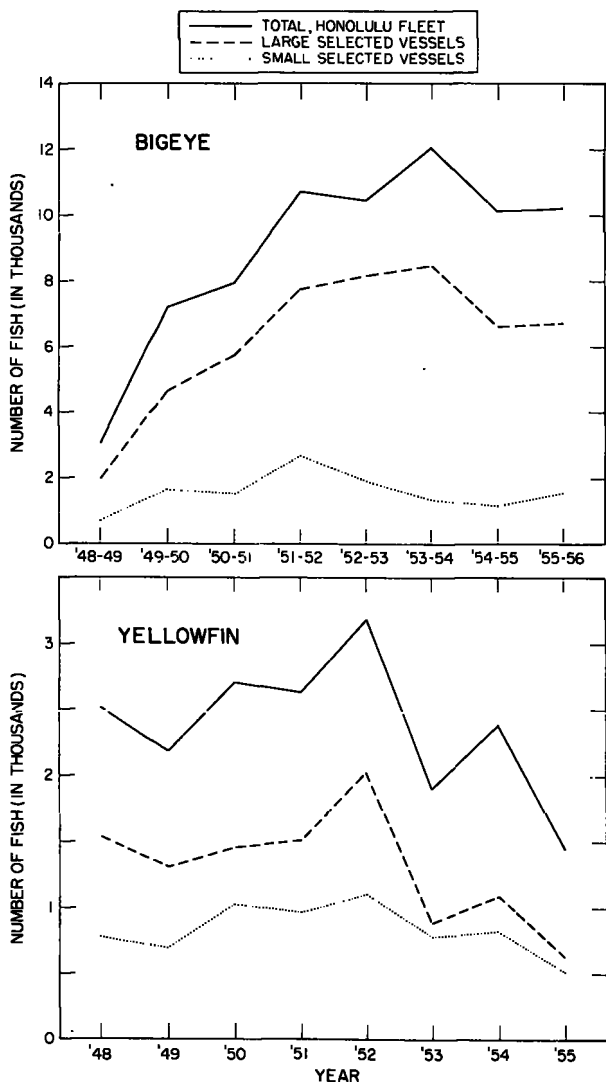 TOTAL, HONOLULU FLEET
LARGE SELECTED VESSELS
SMALL SELECTED VESSELS
BIGEYE
NUMBER OF FISH (IN THOUSANDS)
14
12
10
8
6
4
2
0
'48-49 '49-50 '50-51 '51-52 '52-53 '53-54 '54-55 '55-56
YELLOWFIN
NUMBER OF FISH (IN THOUSANDS)
3
2
1
0
'48 '49 '50 '51 '52 '53 '54 '55
YEAR